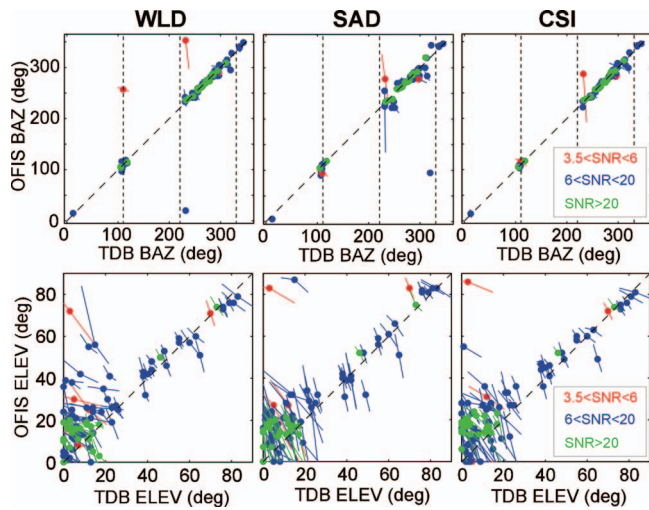 WLD SAD CSI
OFIS BAZ (deg)
300
200
100
0
0 100 200 300
0 100 200 300
0 100 200 300
3.5<SNR<6
6<SNR<20
SNR>20
TDB BAZ (deg) TDB BAZ (deg) TDB BAZ (deg)
OFIS ELEV (deg)
80
60
40
20
0
0 20 40 60 80
0 20 40 60 80
0 20 40 60 80
3.5<SNR<6
6<SNR<20
SNR>20
TDB ELEV (deg) TDB ELEV (deg) TDB ELEV (deg)